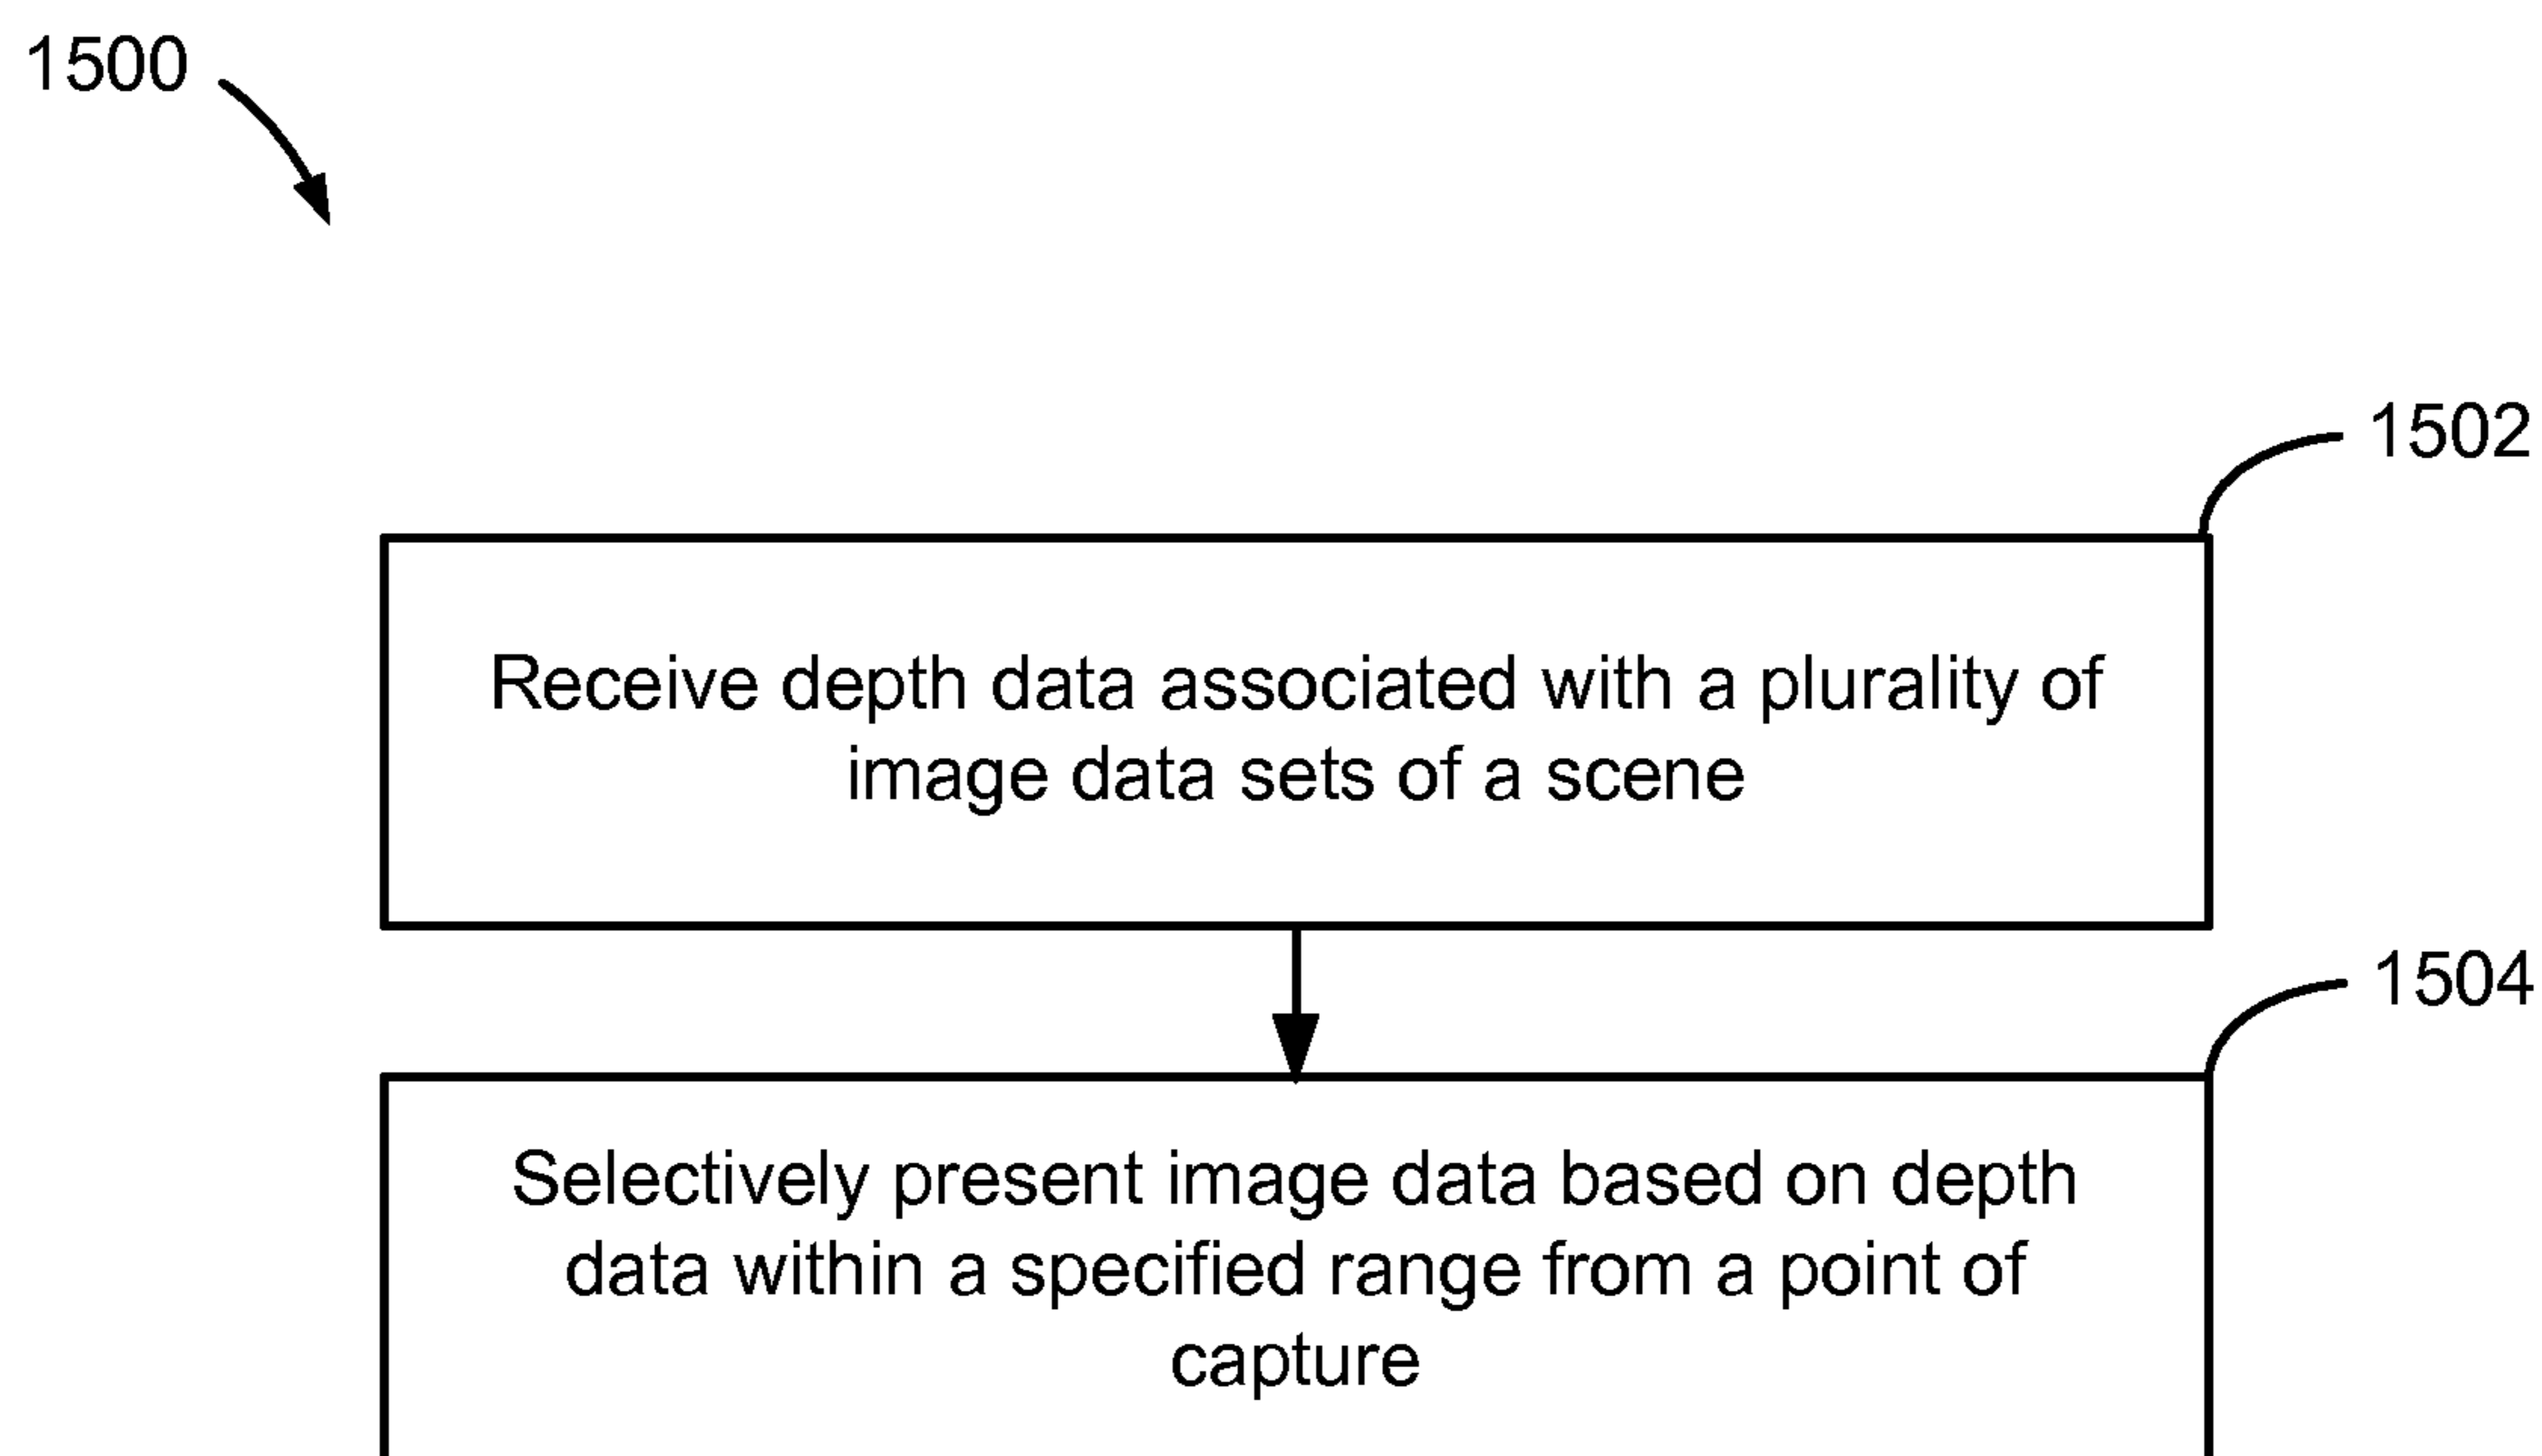 1500
1502
Receive depth data associated with a plurality of
image data sets of a scene
1504
Selectively present image data based on depth
data within a specified range from a point of
capture